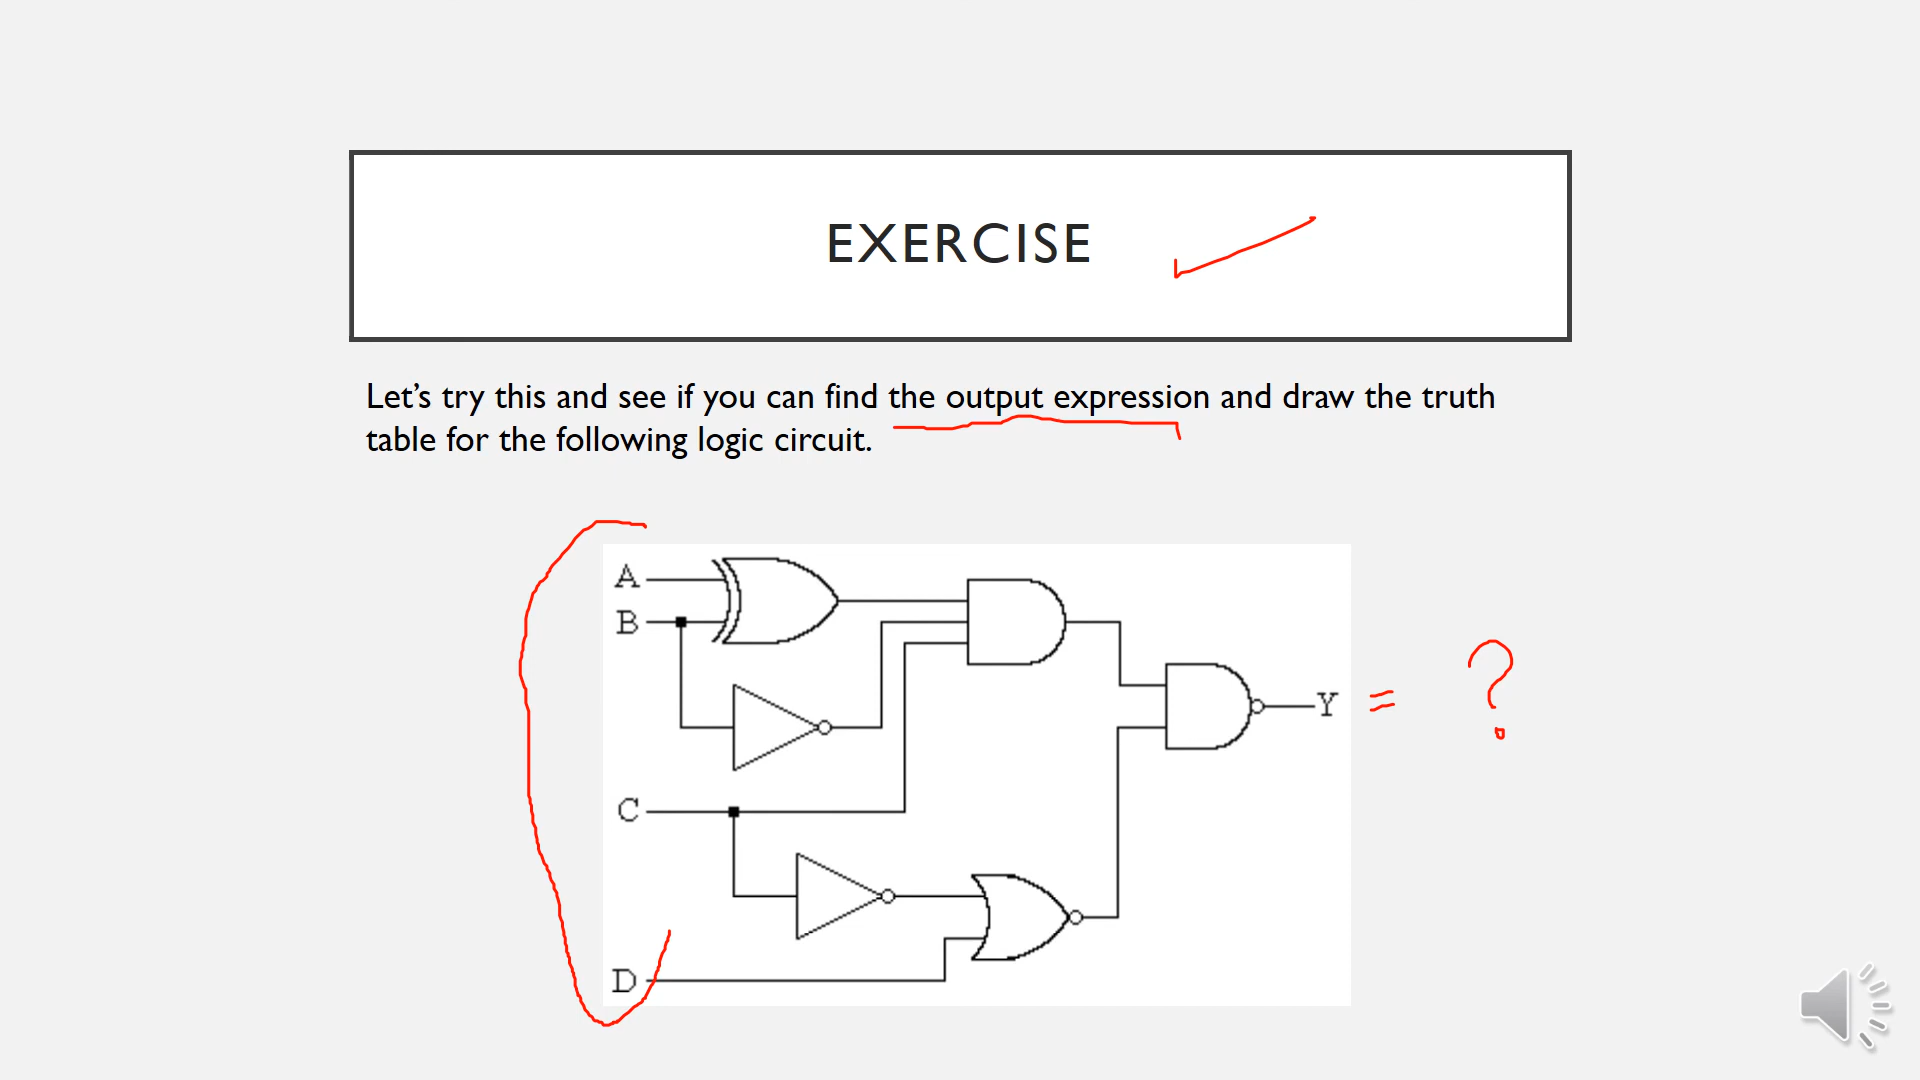 EXERCISE
Let’s try this and see if you can find the output expression and draw the truth
table for the following logic circuit.
A
B
C
D
Y = ?